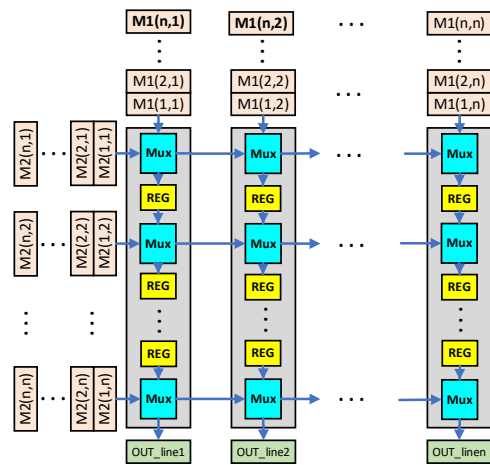 M1(n,1) M1(n,2) ... M1(n,n)
M1(2,1) M1(2,2) ... M1(2,n)
M1(1,1) M1(1,2) M1(1,n)
M2(n,1) ... M2(2,1) M2(1,1) Mux Mux ... Mux
REG REG REG
M2(n,2) ... M2(2,2) M2(1,2) Mux Mux ... Mux
REG REG REG
REG REG REG
M2(n,n) ... M2(2,n) M2(1,n) Mux Mux ... Mux
OUT_line1 OUT_line2 OUT_linen